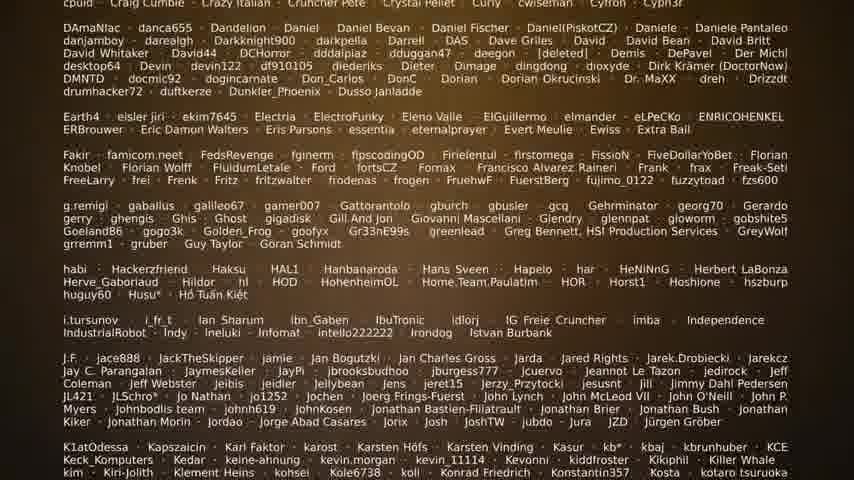 cpuid · Craig Cumbie · Crazy Italian · Cruncher Pete · Crystal Pellet · Curly · cwiseman · Cyfron · Cyph3r
DAmaN!ac · danca655 · Dandelion · Daniel · Daniel Bevan · Daniel Fischer · Daniel(PiskotCZ) · Daniele · Daniele Pantaleo
danjamboy · darealgh · Darkknight900 · darkpella · Darrell · DAS · Dave Griles · David · David Bean · David Britt
David Whitaker · David44 · DCHorror · dddalpiaz · dduggan47 · deegon · [deleted] · Demis · DePavel · Der Michl
desktop64 · Devin · devin122 · df910105 · diederiks · Dieter · Dimage · dingdong · dioxyde · Dirk Krämer (DoctorNow)
DMNTD · docmic92 · dogincarnate · Don_Carlos · DonC · Dorian · Dorian Okrucinski · Dr. MaXX · dreh · Drizzdt
drumhacker72 · duftkerze · Dunkler_Phoenix · Dusso Janladde
Earth4 · eisler jiri · ekim7645 · Electria · ElectroFunky · Eleno Valle · ElGuillermo · elmander · eLPeCKo · ENRICOHENKEL
ERBrouwer · Eric Damon Walters · Eris Parsons · essentia · eternalprayer · Evert Meulie · Ewiss · Extra Ball
Fakir · famicom.neet · FedsRevenge · fginerm · fipscodingOD · Firielentul · firstomega · FissioN · FiveDollarYoBet · Florian
Knobel · Florian Wolff · FluidumLetale · Ford · fortsCZ · Fornax · Francisco Alvarez Raineri · Frank · frax · Freak-Seti
FreeLarry · frei · Frenk · Fritz · fritzwalter · frodenas · frogen · FruehwF · FuerstBerg · fujimo_0122 · fuzzytoad · fzs600
g.remigi · gaballus · galileo67 · gamer007 · Gattorantolo · gburch · gbusler · gcq · Gehrminator · georg70 · Gerardo
gerry · ghengis · Ghis · Ghost · gigadisk · Gill And Jon · Giovanni Mascellani · Glendry · glennpat · gloworm · gobshite5
Goeland86 · gogo3k · Golden_Frog · goofyx · Gr33nE99s · greenlead · Greg Bennett, HSI Production Services · GreyWolf
grremm1 · gruber · Guy Taylor · Göran Schmidt
habi · Hackerzfriend · Haksu · HAL1 · Hanbanaroda · Hans Sveen · Hapelo · har · HeNiNnG · Herbert LaBonza
Herve_Gaboriaud · Hildor · hl · HOD · HohenheimOL · Home.Team.Paulatim · HOR · Horst1 · Hoshione · hszburp
huguy60 · Husu* · Hồ Tuấn Kiệt
i.tursunov · i_fr_t · Ian Sharum · Ibn_Gaben · IbuTronic · idlorj · IG Freie Cruncher · imba · Independence
IndustrialRobot · Indy · ineluki · Infomat · intello222222 · Irondog · Istvan Burbank
J.F. · jace888 · JackTheSkipper · jamie · Jan Bogutzki · Jan Charles Gross · Jarda · Jared Rights · Jarek.Drobiecki · Jarekcz
Jay C. Parangalan · JaymesKeller · JayPi · jbrooksbudhoo · jburgess777 · Jcuervo · Jeannot Le Tazon · jedirock · Jeff
Coleman · Jeff Webster · Jeibis · jeidler · Jellybean · Jens · jeret15 · Jerzy_Przytocki · jesusnt · Jill · Jimmy Dahl Pedersen
JL421 · JLSchro* · Jo Nathan · jo1252 · Jochen · Joerg Frings-Fuerst · John Lynch · John McLeod VII · John O'Neill · John P.
Myers · Johnbodlis team · johnh619 · JohnKosen · Jonathan Bastien-Filiatrault · Jonathan Brier · Jonathan Bush · Jonathan
Kiker · Jonathan Morin · Jordao · Jorge Abad Casares · Jorix · Josh · JoshTW · jubdo · Jura · JZD · Jürgen Gröber
K1atOdessa · Kapszaicin · Karl Faktor · karost · Karsten Höfs · Karsten Vinding · Kasur · kb* · kbaj · kbrunhuber · KCE
Keck_Komputers · Kedar · keine-ahnung · kevin.morgan · kevin_11114 · Kevonni · kiddfroster · Kikiphil · Killer Whale
kim · Kiri-Jolith · Klement Heins · kohsei · Kole6738 · koli · Konrad Friedrich · Konstantin357 · Kosta · kotaro tsuruoka